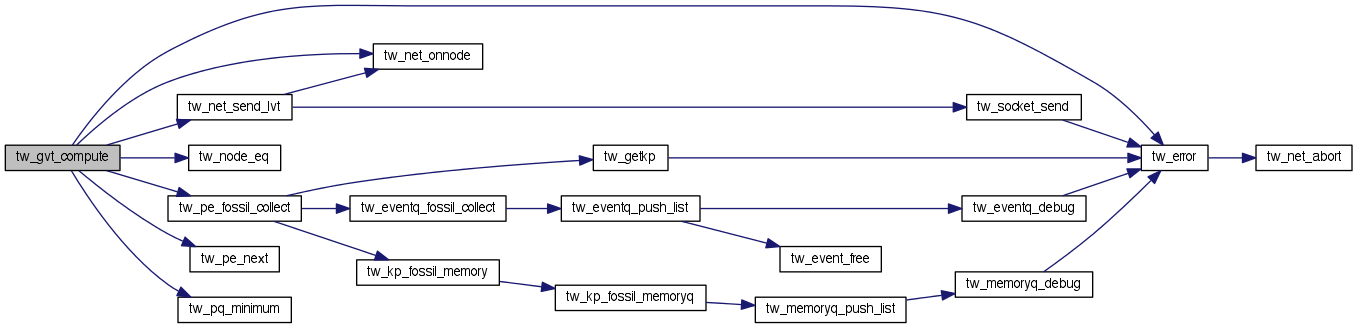 tw_gvt_compute
tw_net_onnode
tw_net_send_lvt
tw_socket_send
tw_node_eq
tw_getkp
tw_error
tw_net_abort
tw_pe_fossil_collect
tw_eventq_fossil_collect
tw_eventq_push_list
tw_eventq_debug
tw_pe_next
tw_event_free
tw_kp_fossil_memory
tw_memoryq_debug
tw_kp_fossil_memoryq
tw_pq_minimum
tw_memoryq_push_list